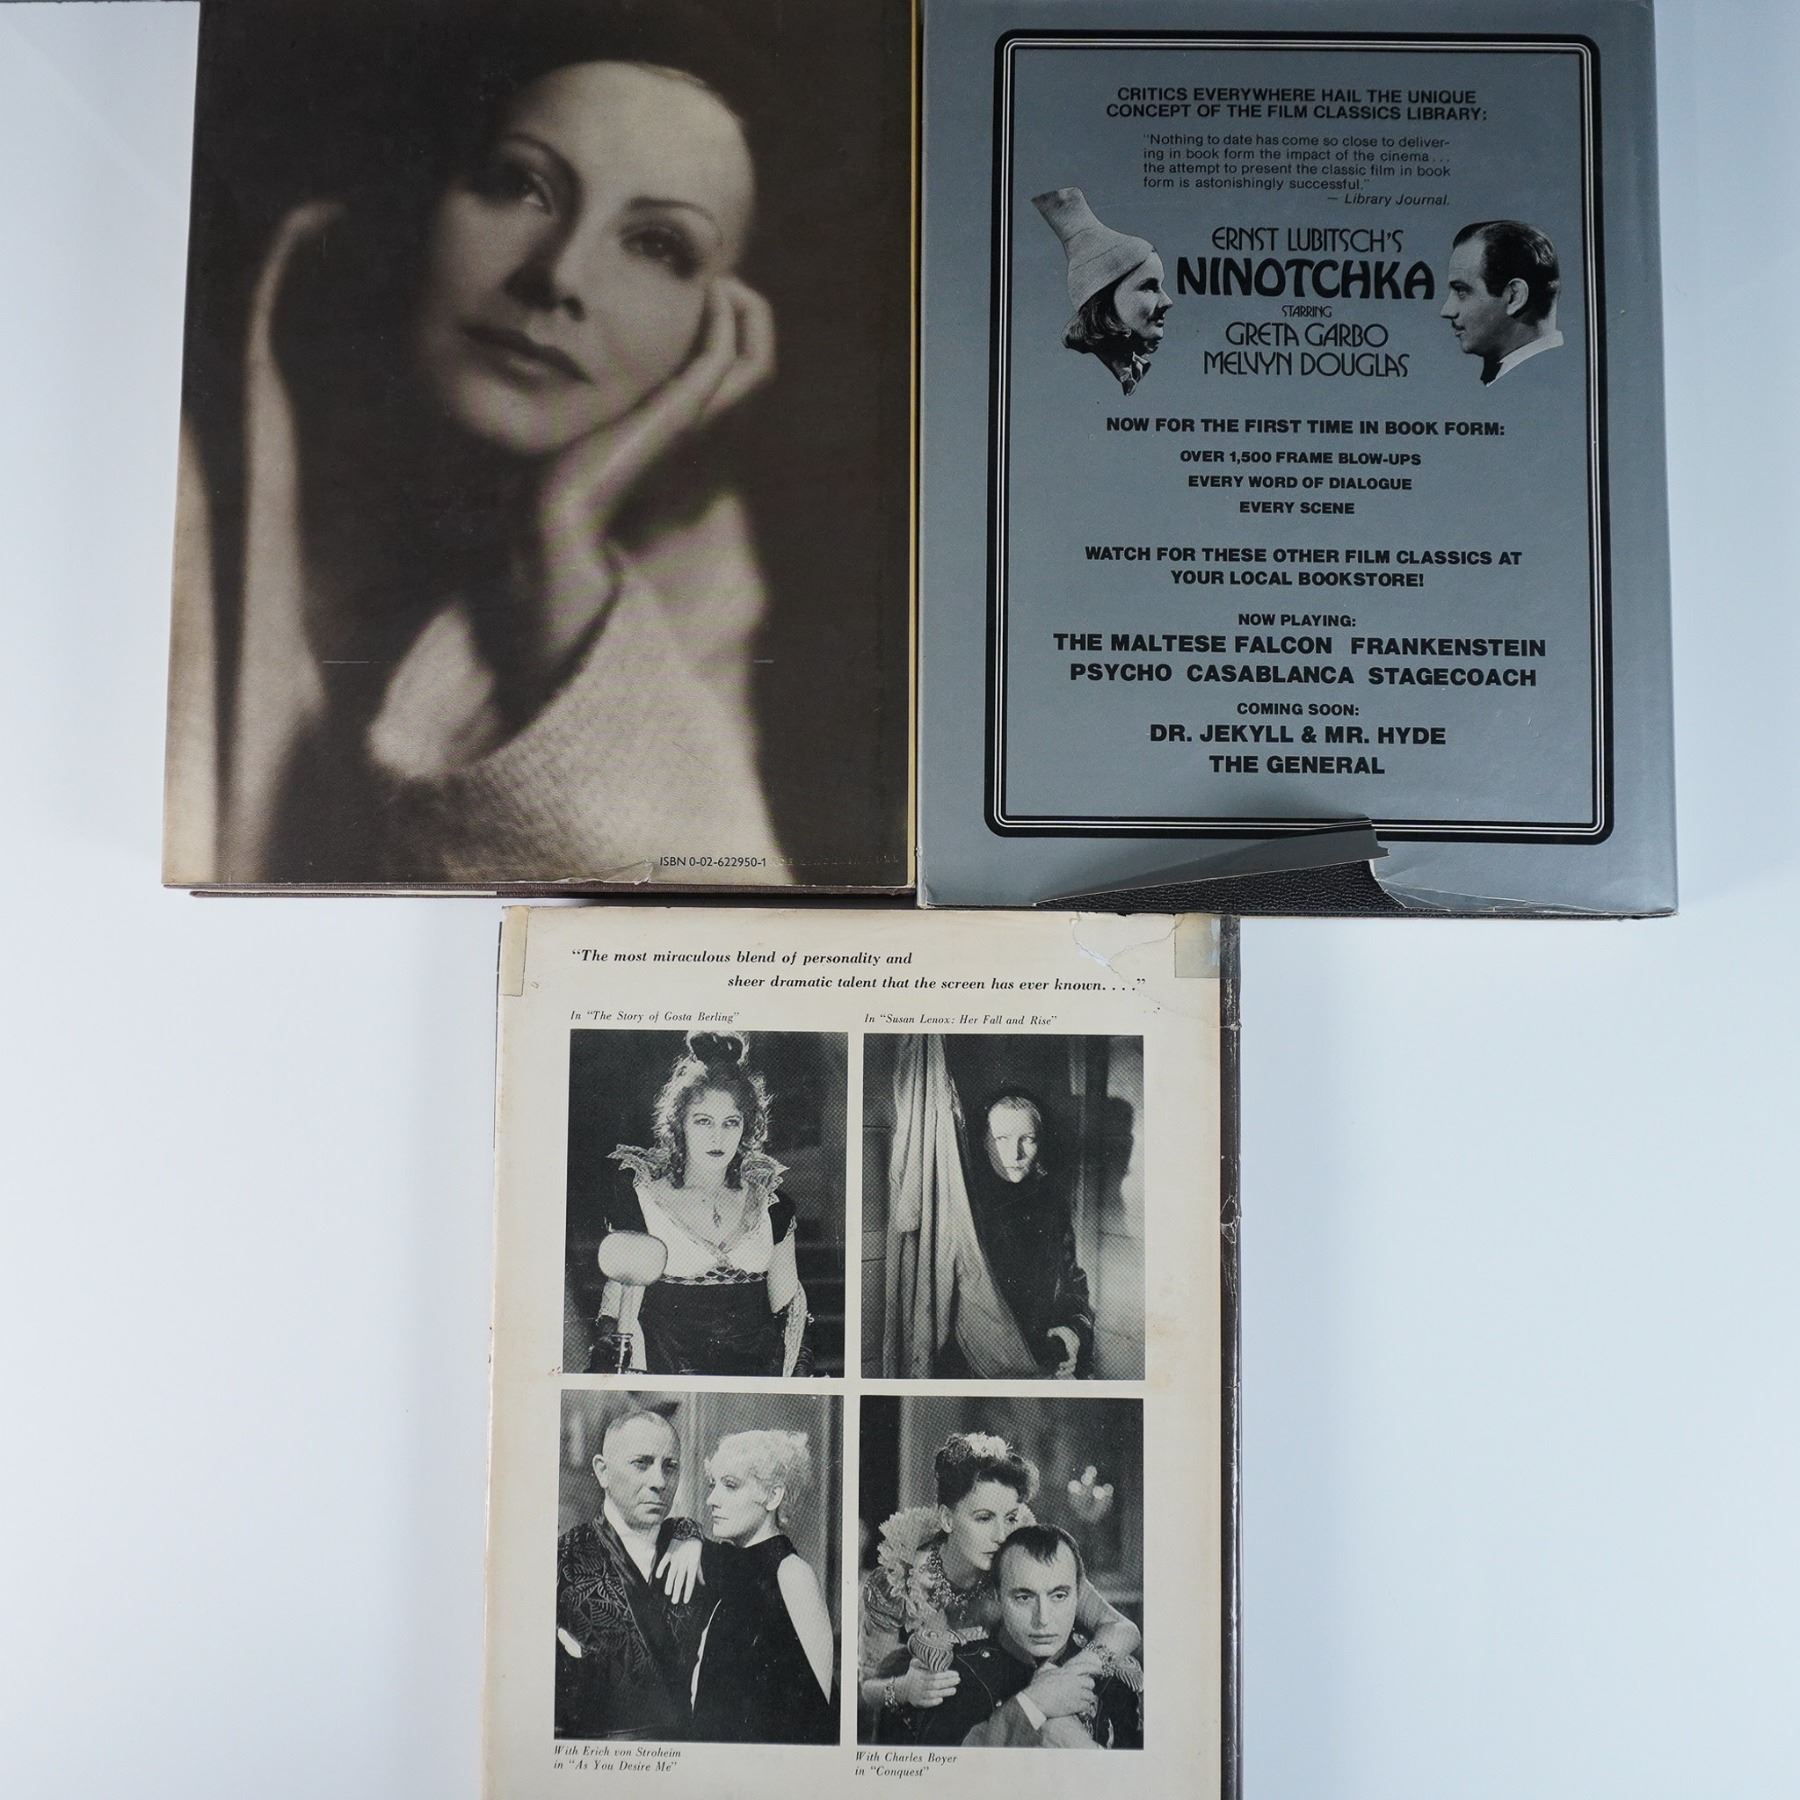 ISBN 0-02-622950-1
CRITICS EVERYWHERE HAIL THE UNIQUE
CONCEPT OF THE FILM CLASSICS LIBRARY:
"Nothing to date has come so close to deliver-
ing in book form the impact of the cinema...
the attempt to present the classic film in book
form is astonishingly successful."
— Library Journal.
ERNST LUBITSCH'S
NINOTCHKA
STARRING
GRETA GARBO
MELVYN DOUGLAS
NOW FOR THE FIRST TIME IN BOOK FORM:
OVER 1,500 FRAME BLOW-UPS
EVERY WORD OF DIALOGUE
EVERY SCENE
WATCH FOR THESE OTHER FILM CLASSICS AT
YOUR LOCAL BOOKSTORE!
NOW PLAYING:
THE MALTESE FALCON FRANKENSTEIN
PSYCHO CASABLANCA STAGECOACH
COMING SOON:
DR. JEKYLL & MR. HYDE
THE GENERAL
"The most miraculous blend of personality and
sheer dramatic talent that the screen has ever known. . . ."
In "The Story of Gosta Berling"
In "Susan Lenox: Her Fall and Rise"
With Erich von Stroheim
in "As You Desire Me"
With Charles Boyer
in "Conquest"